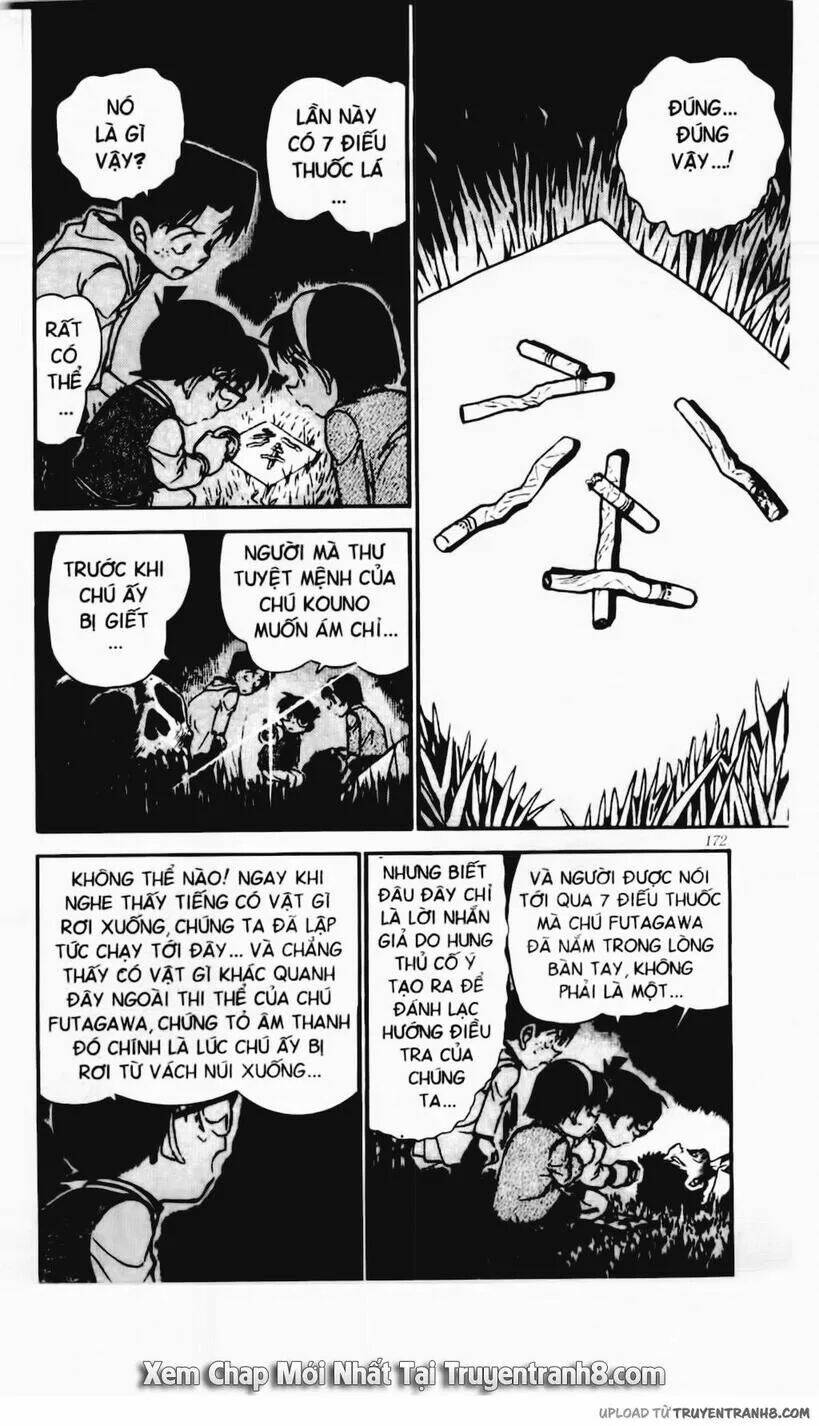 ĐÚNG...
ĐÚNG
VẬY...!
LẦN NÀY
CÓ 7 ĐIẾU
THUỐC LÁ
...
NÓ
LÀ GÌ
VẬY?
RẤT
CÓ
THỂ
...
NGƯỜI MÀ THƯ
TUYỆT MỆNH CỦA
CHÚ KOUNO
MUỐN ÁM CHỈ...
TRƯỚC KHI
CHÚ ẤY
BỊ GIẾT
...
172
VÀ NGƯỜI ĐƯỢC NÓI
TỚI QUA 7 ĐIẾU THUỐC
MÀ CHÚ FUTAGAWA
ĐÃ NẮM TRONG LÒNG
BÀN TAY, KHÔNG
PHẢI LÀ MỘT...
NHƯNG BIẾT
ĐÂU ĐÂY CHỈ
LÀ LỜI NHẮN
GIẢ DO HUNG
THỦ CỐ Ý
TẠO RA ĐỂ
ĐÁNH LẠC
HƯỚNG ĐIỀU
TRA CỦA
CHÚNG
TA...
KHÔNG THỂ NÀO! NGAY KHI
NGHE THẤY TIẾNG CÓ VẬT GÌ
RƠI XUỐNG, CHÚNG TA ĐÃ LẬP
TỨC CHẠY TỚI ĐÂY... VÀ CHẲNG
THẤY CÓ VẬT GÌ KHÁC QUANH
ĐÂY NGOÀI THI THỂ CỦA CHÚ
FUTAGAWA, CHỨNG TỎ ÂM THANH
ĐÓ CHÍNH LÀ LÚC CHÚ ẤY BỊ
RƠI TỪ VÁCH NÚI XUỐNG...
Xem Chap Mới Nhất Tại Truyentranh8.com
UPLOAD TỪ TRUYENTRANH8.COM